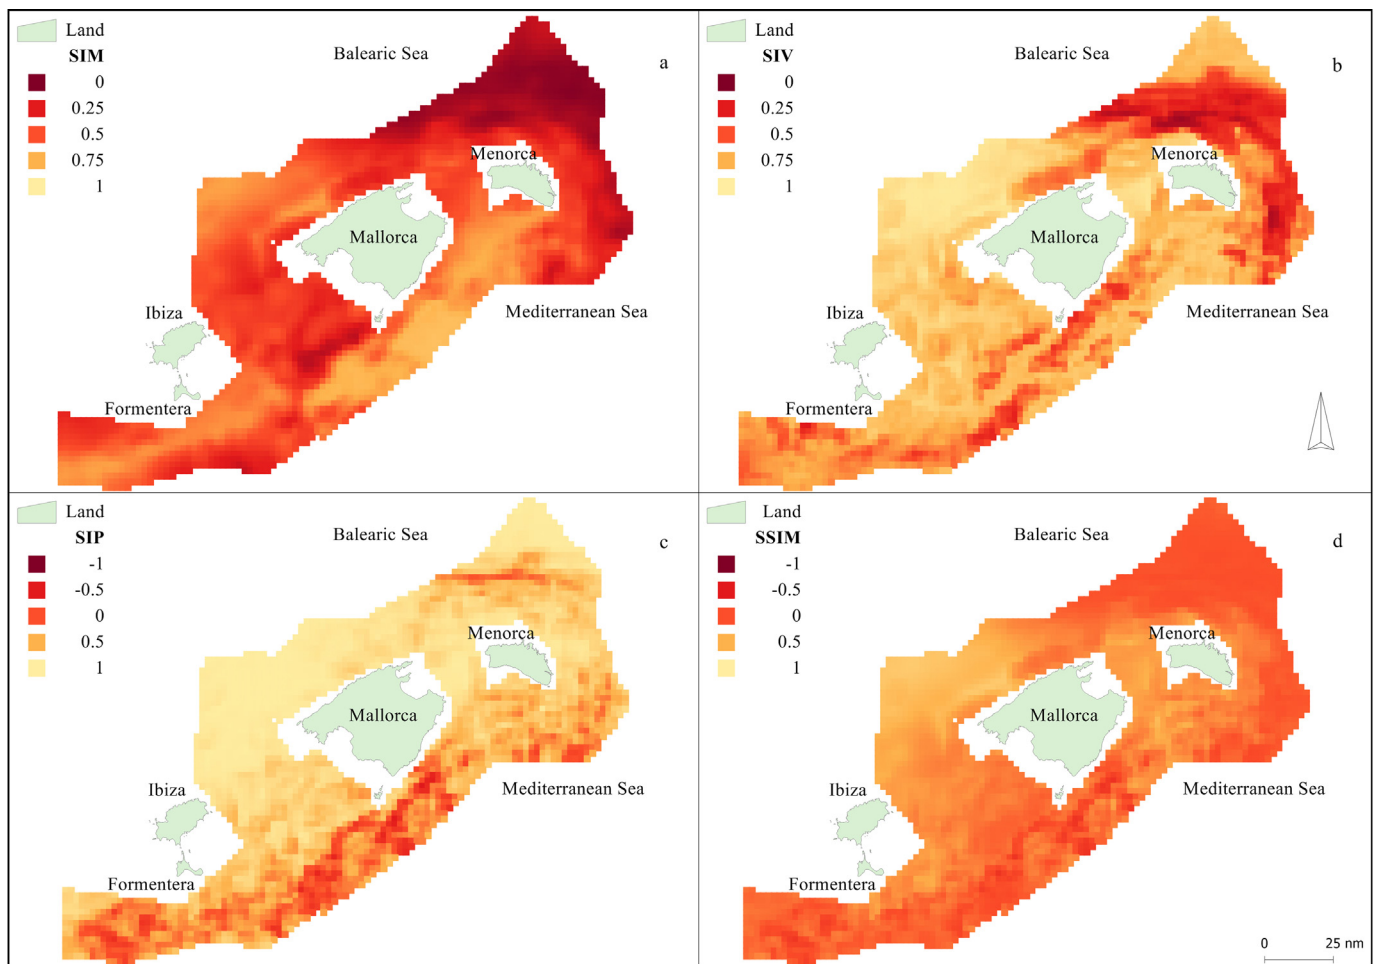 Land
SIM
0
0.25
0.5
0.75
1
Balearic Sea
a
Menorca
Mallorca
Ibiza
Mediterranean Sea
Formentera
Land
SIV
0
0.25
0.5
0.75
1
Balearic Sea
b
Menorca
Mallorca
Ibiza
Mediterranean Sea
Formentera
Land
SIP
-1
-0.5
0
0.5
1
Balearic Sea
c
Menorca
Mallorca
Ibiza
Mediterranean Sea
Formentera
Land
SSIM
-1
-0.5
0
0.5
1
Balearic Sea
d
Menorca
Mallorca
Ibiza
Mediterranean Sea
Formentera
0 25 nm